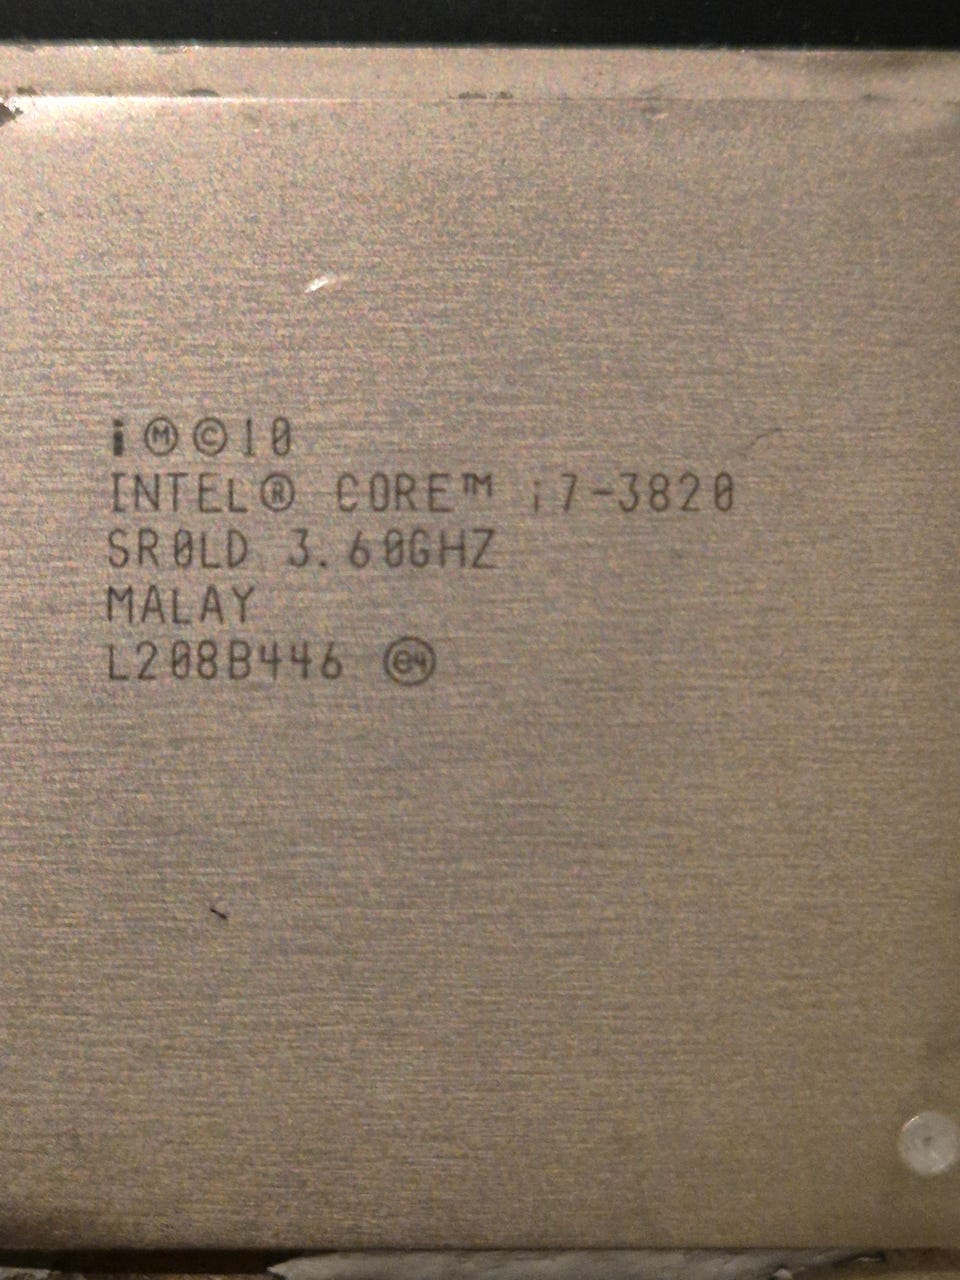 i Ⓜ ©10
INTEL® CORE™ i7-3820
SR0LD 3.60GHZ
MALAY
L208B446 e4